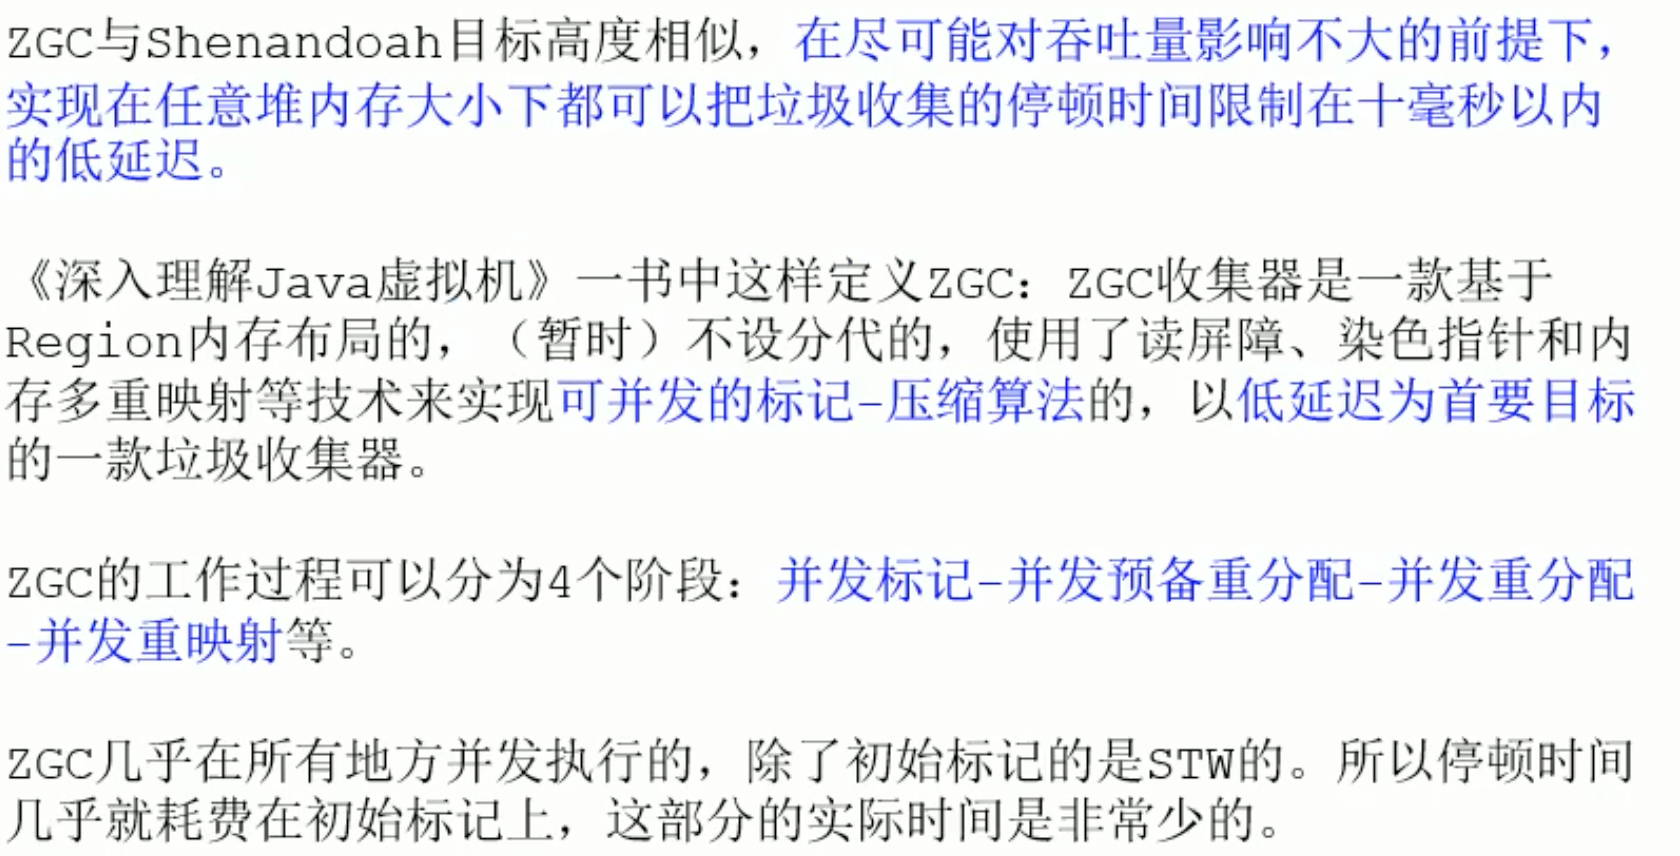 ZGC与Shenandoah目标高度相似，在尽可能对吞吐量影响不大的前提下，
实现在任意堆内存大小下都可以把垃圾收集的停顿时间限制在十毫秒以内
的低延迟。
《深入理解Java虚拟机》一书中这样定义ZGC：ZGC收集器是一款基于
Region内存布局的，（暂时）不设分代的，使用了读屏障、染色指针和内
存多重映射等技术来实现可并发的标记-压缩算法的，以低延迟为首要目标
的一款垃圾收集器。
ZGC的工作过程可以分为4个阶段：并发标记-并发预备重分配-并发重分配
-并发重映射等。
ZGC几乎在所有地方并发执行的，除了初始标记的是STW的。所以停顿时间
几乎就耗费在初始标记上，这部分的实际时间是非常少的。